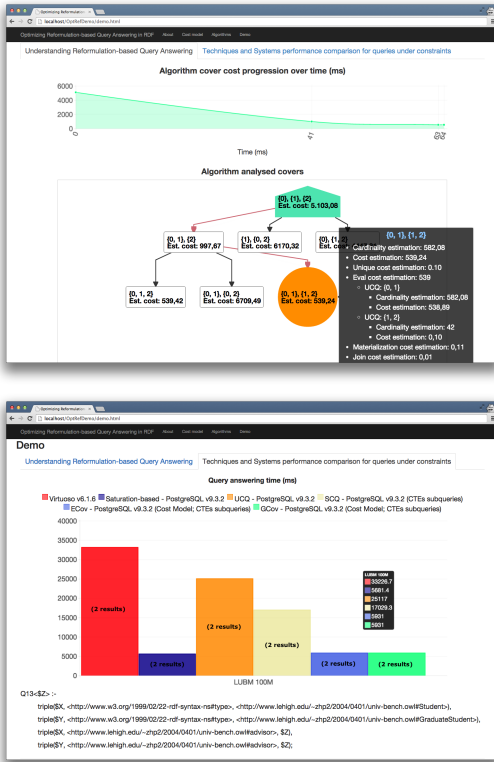 Optimizing Reformulation
localhost/OptRefDemo/demo.html
Optimizing Reformulation-based Query Answering in RDF About Cost model Algorithms Demo
Understanding Reformulation-based Query Answering Techniques and Systems performance comparison for queries under constraints
Algorithm cover cost progression over time (ms)
6000
4000
2000
0
0 41 63 64
Time (ms)
Algorithm analysed covers
{0}, {1}, {2}
Est. cost: 5.103,08
{0, 1}, {2}
Est. cost: 997,67
{1}, {0, 2}
Est. cost: 6170,32
{0}, {1,
Est. cost:
{0, 1, 2}
Est. cost: 539,42
{0, 1}, {0, 2}
Est. cost: 6709,49
{0, 1}, {1, 2}
Est. cost: 539,24
{0, 1}, {1, 2}
Cardinality estimation: 582,08
Cost estimation: 539,24
Unique cost estimation: 0.10
Eval cost estimation: 539
UCQ: {0, 1}
Cardinality estimation: 582,08
Cost estimation: 538,89
UCQ: {1, 2}
Cardinality estimation: 42
Cost estimation: 0,10
Materialization cost estimation: 0,11
Join cost estimation: 0,01
Optimizing Reformulation
localhost/OptRefDemo/demo.html
Optimizing Reformulation-based Query Answering in RDF About Cost model Algorithms Demo
Demo
Understanding Reformulation-based Query Answering Techniques and Systems performance comparison for queries under constraints
Query answering time (ms)
Virtuoso v6.1.6 Saturation-based - PostgreSQL v9.3.2 UCQ - PostgreSQL v9.3.2 SCQ - PostgreSQL v9.3.2 (CTEs subqueries)
ECov - PostgreSQL v9.3.2 (Cost Model; CTEs subqueries) GCov - PostgreSQL v9.3.2 (Cost Model; CTEs subqueries)
40000
35000
30000
25000
20000
15000
10000
5000
0
(2 results)
(2 results)
(2 results)
(2 results)
(2 results)
(2 results)
LUBM 100M
33226.7
5681.4
25117
17029.3
5931
5931
LUBM 100M
Q13<$Z> :-
triple($X, <http://www.w3.org/1999/02/22-rdf-syntax-ns#type>, <http://www.lehigh.edu/~zhp2/2004/0401/univ-bench.owl#Student>),
triple($Y, <http://www.w3.org/1999/02/22-rdf-syntax-ns#type>, <http://www.lehigh.edu/~zhp2/2004/0401/univ-bench.owl#GraduateStudent>),
triple($X, <http://www.lehigh.edu/~zhp2/2004/0401/univ-bench.owl#advisor>, $Z),
triple($Y, <http://www.lehigh.edu/~zhp2/2004/0401/univ-bench.owl#advisor>, $Z);